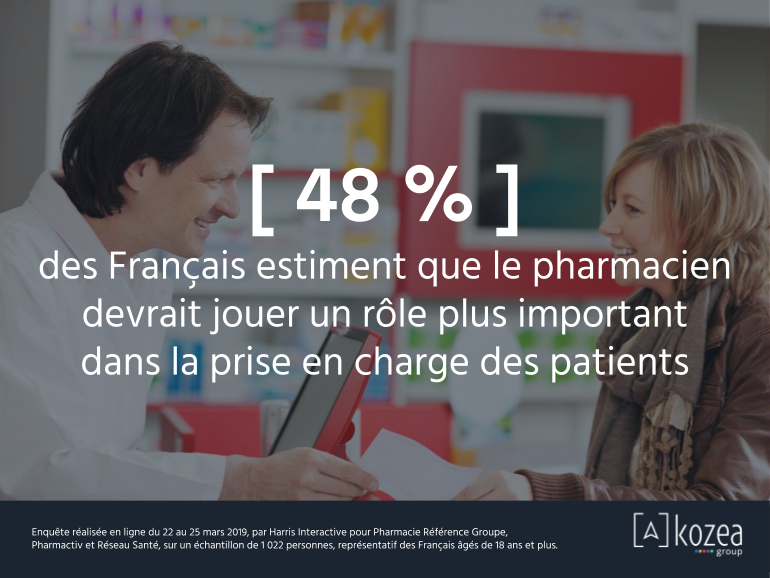 [ 48 % ]
des Français estiment que le pharmacien
devrait jouer un rôle plus important
dans la prise en charge des patients
Enquête réalisée en ligne du 22 au 25 mars 2019, par Harris Interactive pour Pharmacie Référence Groupe,
Pharmactiv et Réseau Santé, sur un échantillon de 1 022 personnes, représentatif des Français âgés de 18 ans et plus.
[A] kozea
group